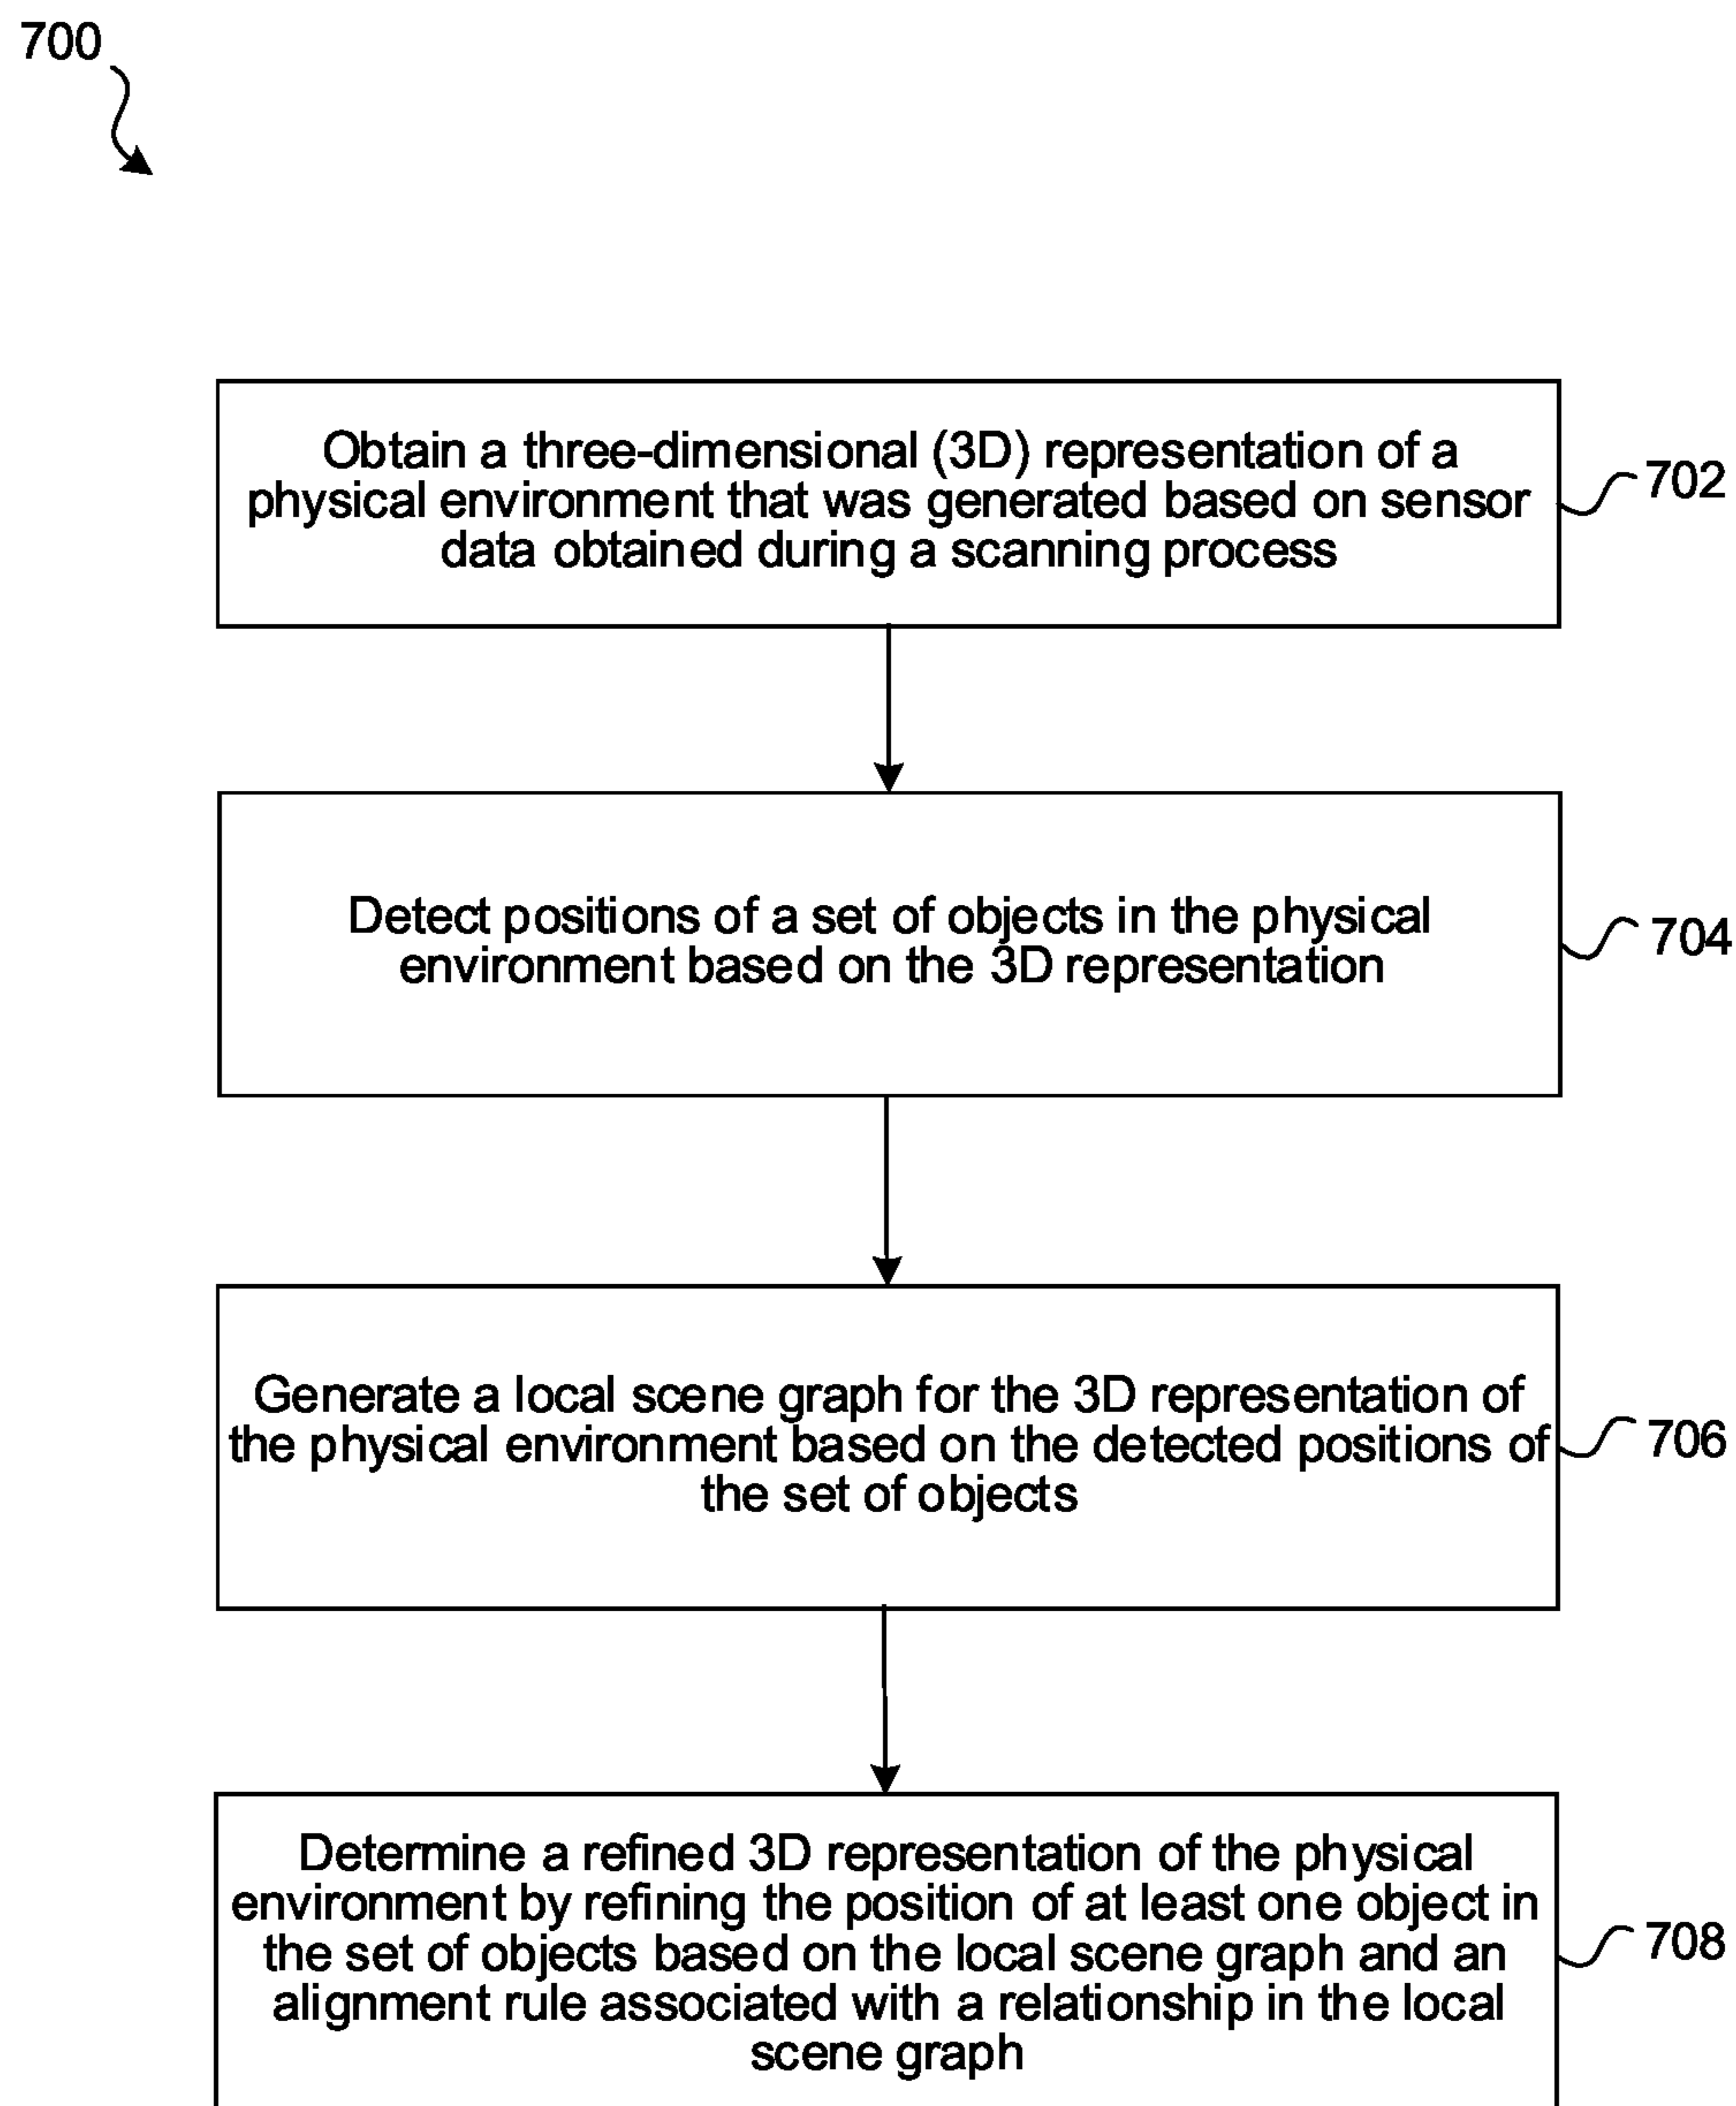 700
Obtain a three-dimensional (3D) representation of a
physical environment that was generated based on sensor
data obtained during a scanning process
702
Detect positions of a set of objects in the physical
environment based on the 3D representation
704
Generate a local scene graph for the 3D representation of
the physical environment based on the detected positions of
the set of objects
706
Determine a refined 3D representation of the physical
environment by refining the position of at least one object in
the set of objects based on the local scene graph and an
alignment rule associated with a relationship in the local
scene graph
708